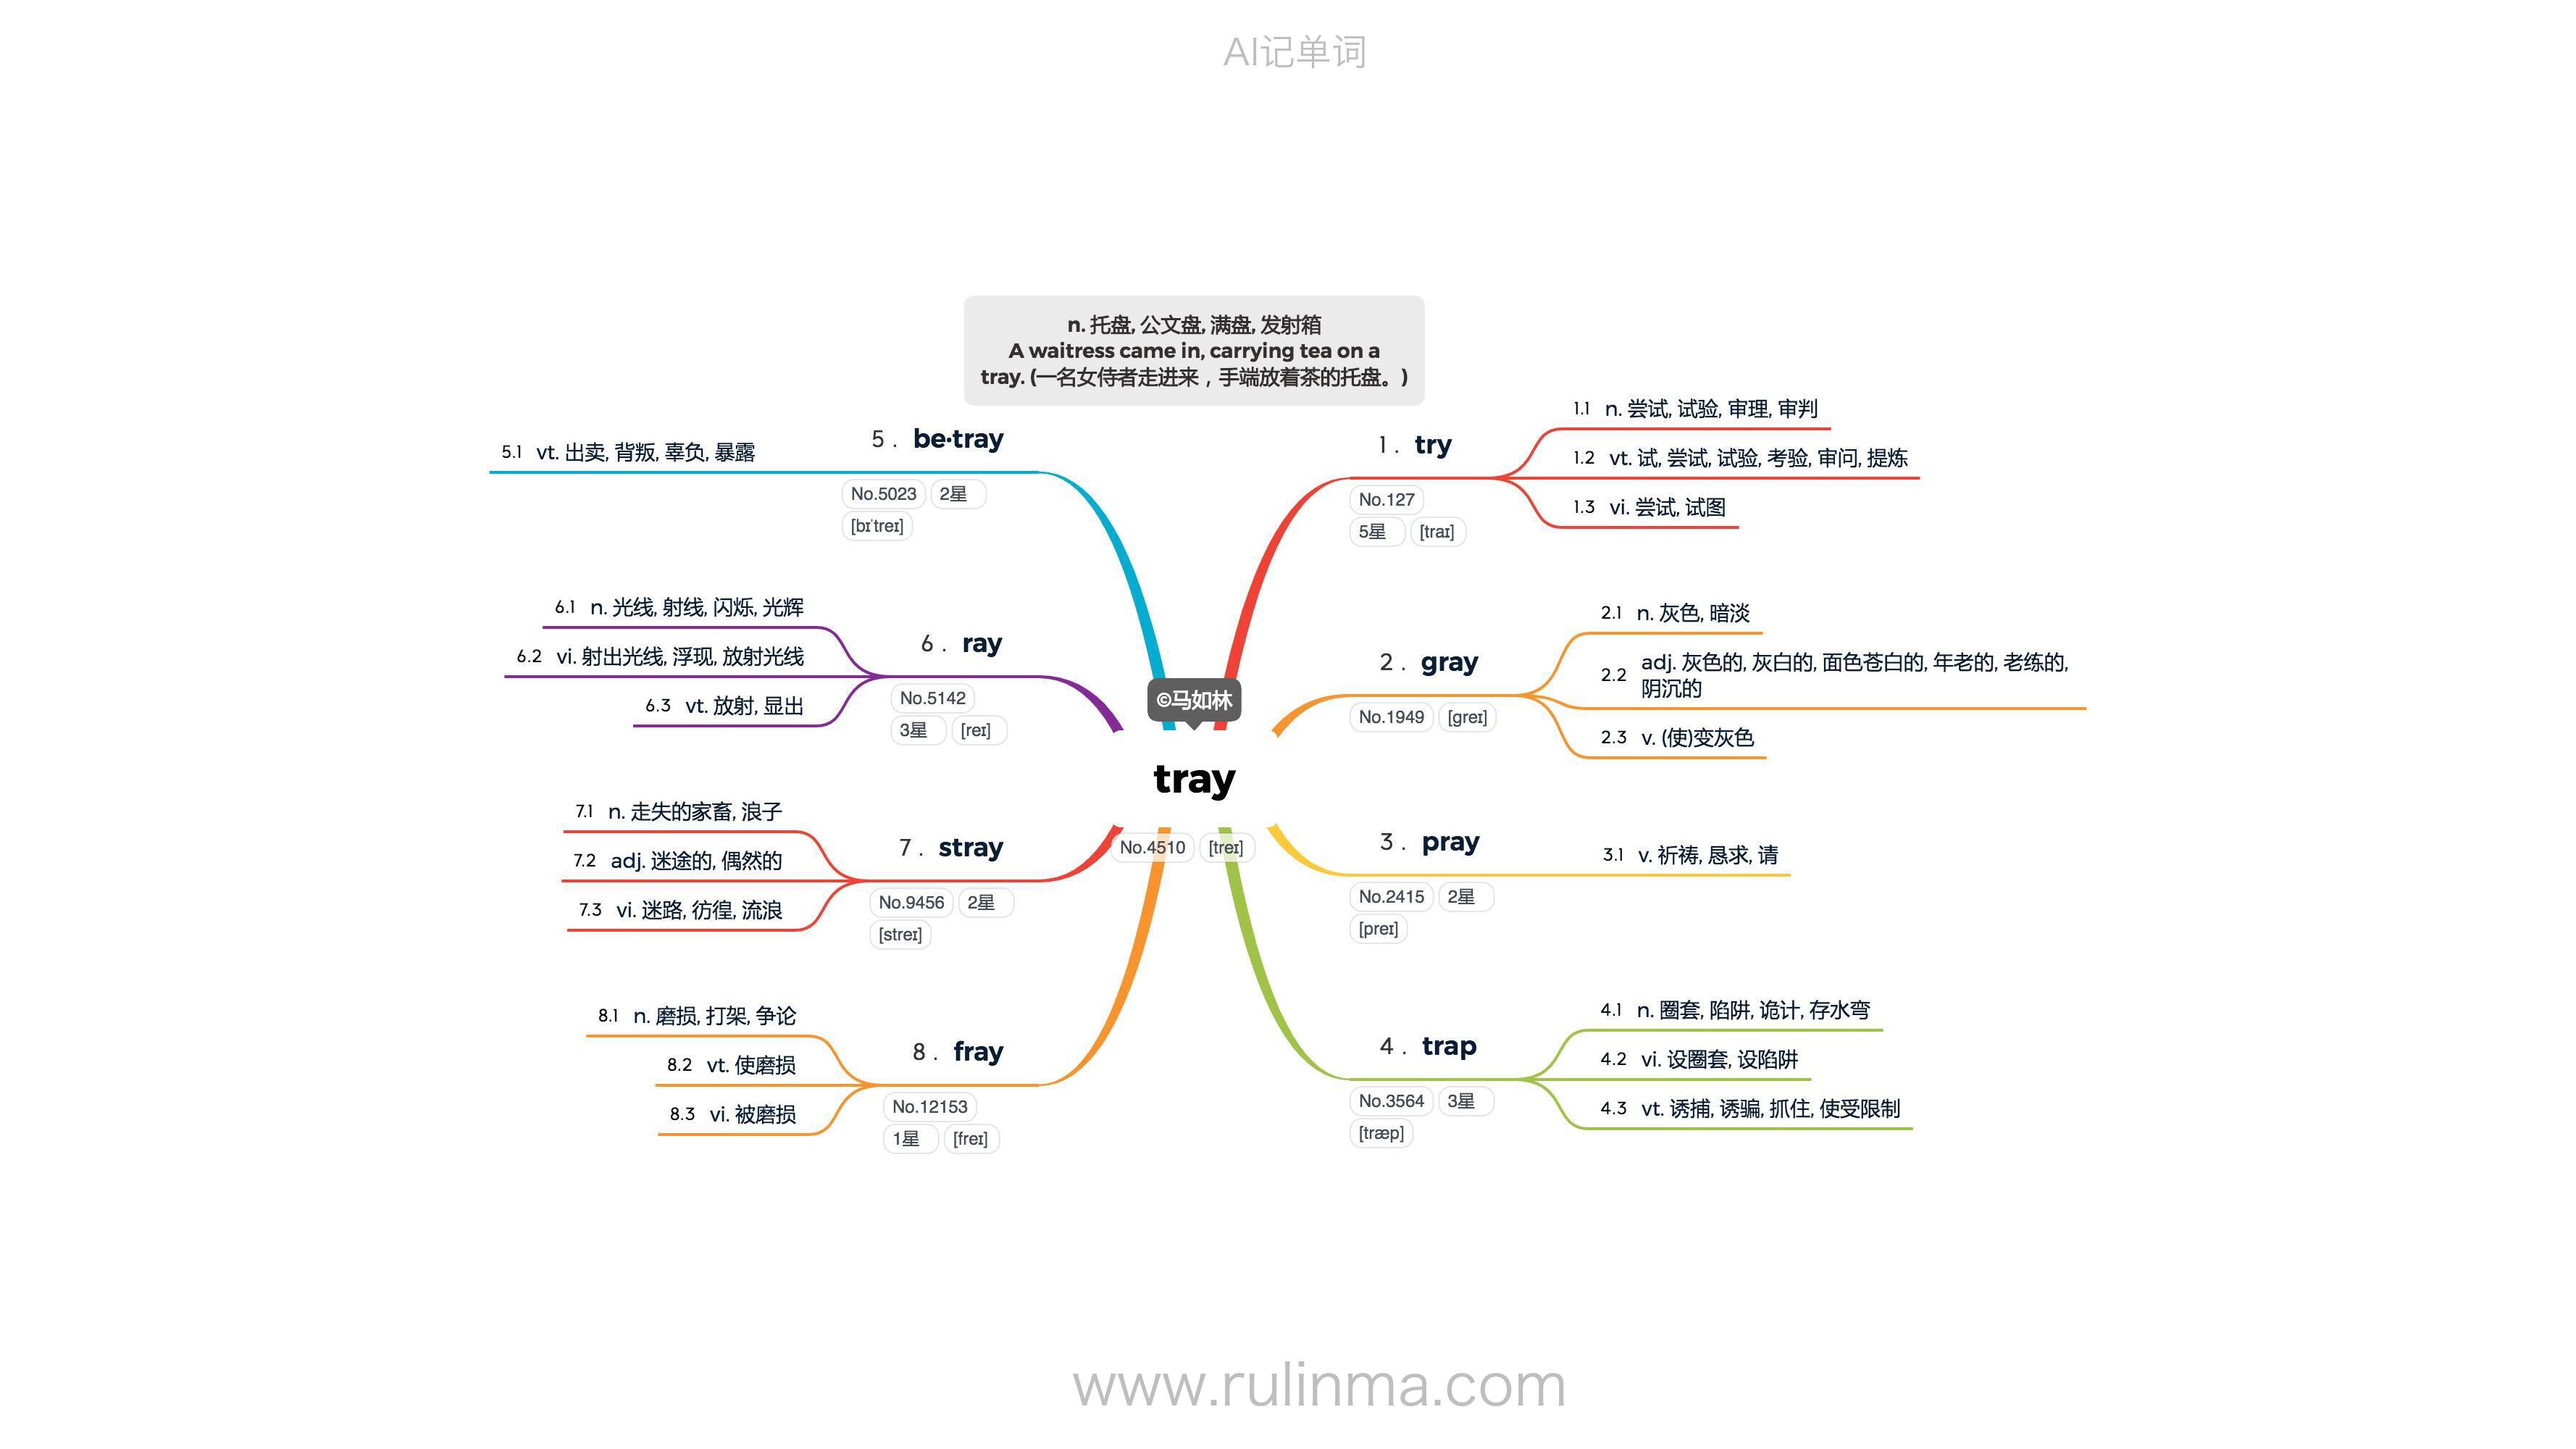 AI记单词
n. 托盘, 公文盘, 满盘, 发射箱
A waitress came in, carrying tea on a
tray. (一名女侍者走进来，手端放着茶的托盘。)
©马如林
tray
No.4510 [treɪ]
1 . try
No.127
5星 [traɪ]
1.1 n. 尝试, 试验, 审理, 审判
1.2 vt. 试, 尝试, 试验, 考验, 审问, 提炼
1.3 vi. 尝试, 试图
2 . gray
No.1949 [greɪ]
2.1 n. 灰色, 暗淡
2.2 adj. 灰色的, 灰白的, 面色苍白的, 年老的, 老练的,
阴沉的
2.3 v. (使)变灰色
3 . pray
No.2415 2星
[preɪ]
3.1 v. 祈祷, 恳求, 请
4 . trap
No.3564 3星
[træp]
4.1 n. 圈套, 陷阱, 诡计, 存水弯
4.2 vi. 设圈套, 设陷阱
4.3 vt. 诱捕, 诱骗, 抓住, 使受限制
5 . be·tray
No.5023 2星
[bɪˈtreɪ]
5.1 vt. 出卖, 背叛, 辜负, 暴露
6 . ray
No.5142
3星 [reɪ]
6.1 n. 光线, 射线, 闪烁, 光辉
6.2 vi. 射出光线, 浮现, 放射光线
6.3 vt. 放射, 显出
7 . stray
No.9456 2星
[streɪ]
7.1 n. 走失的家畜, 浪子
7.2 adj. 迷途的, 偶然的
7.3 vi. 迷路, 彷徨, 流浪
8 . fray
No.12153
1星 [freɪ]
8.1 n. 磨损, 打架, 争论
8.2 vt. 使磨损
8.3 vi. 被磨损
www.rulinma.com